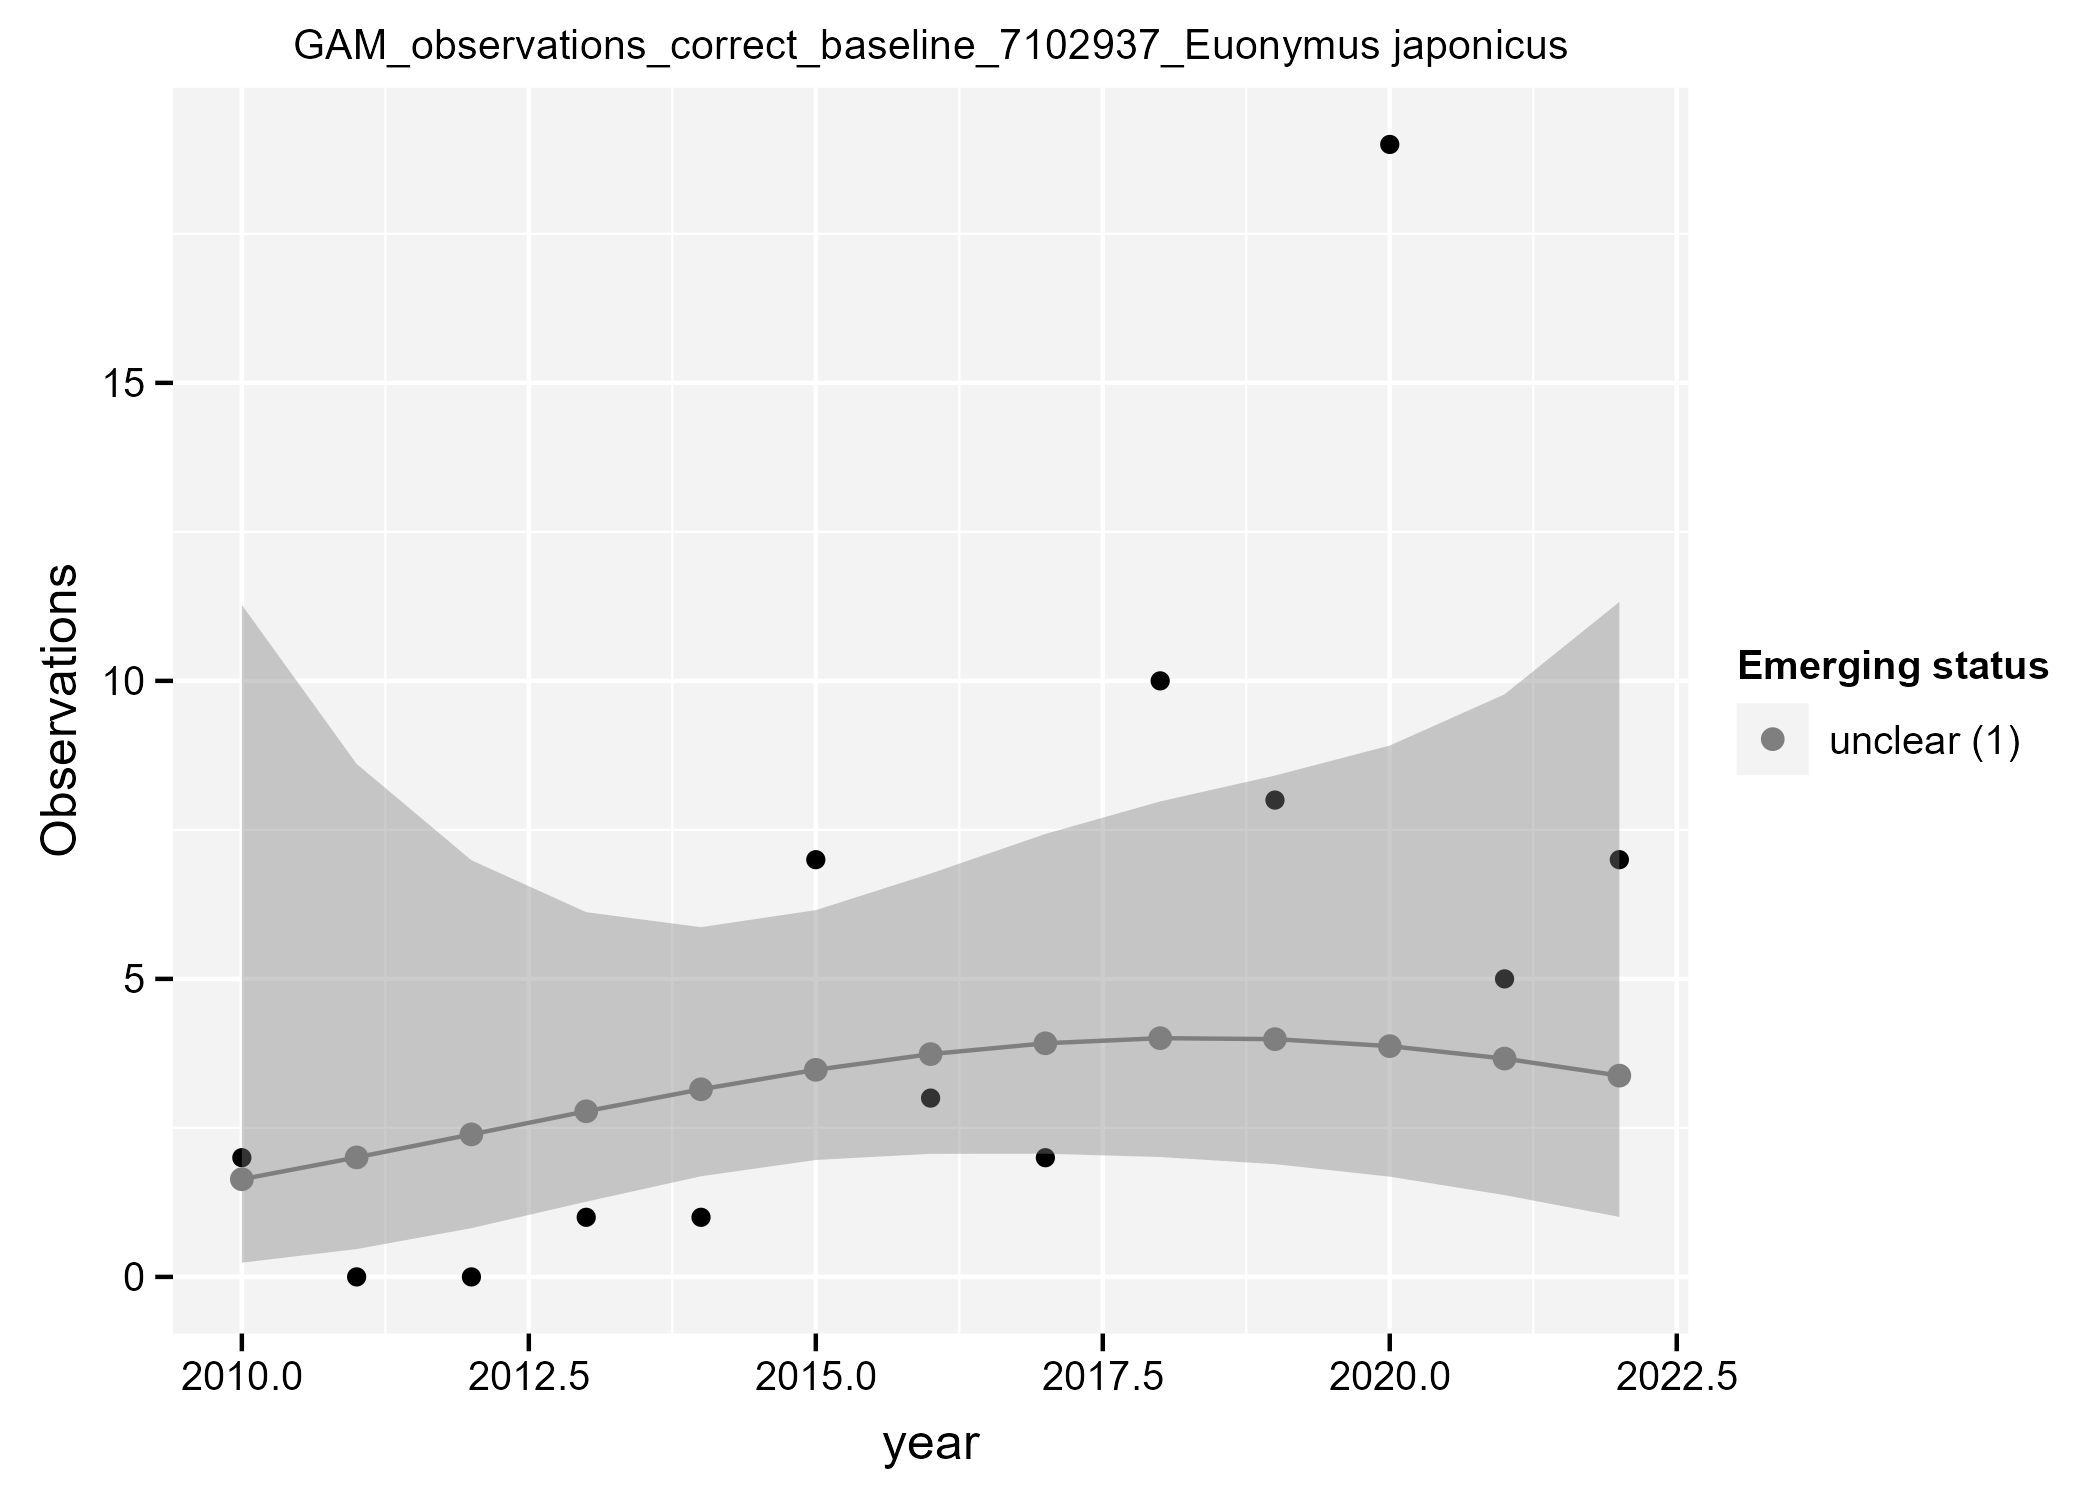 GAM_observations_correct_baseline_7102937_Euonymus japonicus
Observations
15
10
5
0
2010.0 2012.5 2015.0 2017.5 2020.0 2022.5
year
Emerging status
unclear (1)